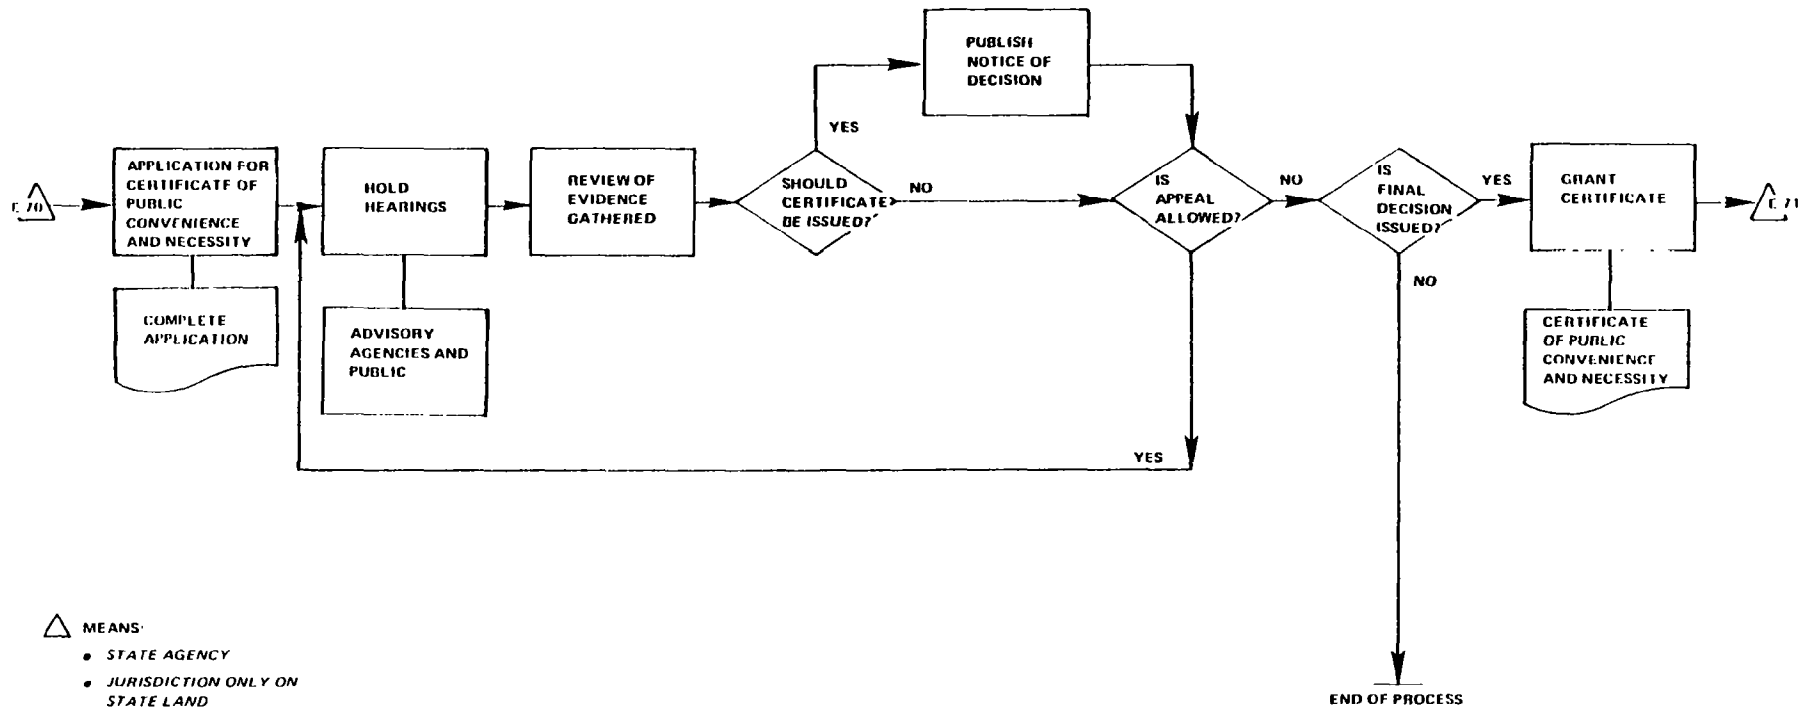 PUBLISH
NOTICE OF
DECISION
YES
APPLICATION FOR
CERTIFICATE OF
PUBLIC
CONVENIENCE
AND NECESSITY
HOLD
HEARINGS
REVIEW OF
EVIDENCE
GATHERED
SHOULD
CERTIFICATE
BE ISSUED?
NO
IS
APPEAL
ALLOWED?
NO
IS
FINAL
DECISION
ISSUED?
YES
GRANT
CERTIFICATE
NO
COMPLETE
APPLICATION
ADVISORY
AGENCIES AND
PUBLIC
CERTIFICATE
OF PUBLIC
CONVENIENCE
AND NECESSITY
YES
MEANS:
• STATE AGENCY
• JURISDICTION ONLY ON
STATE LAND
END OF PROCESS